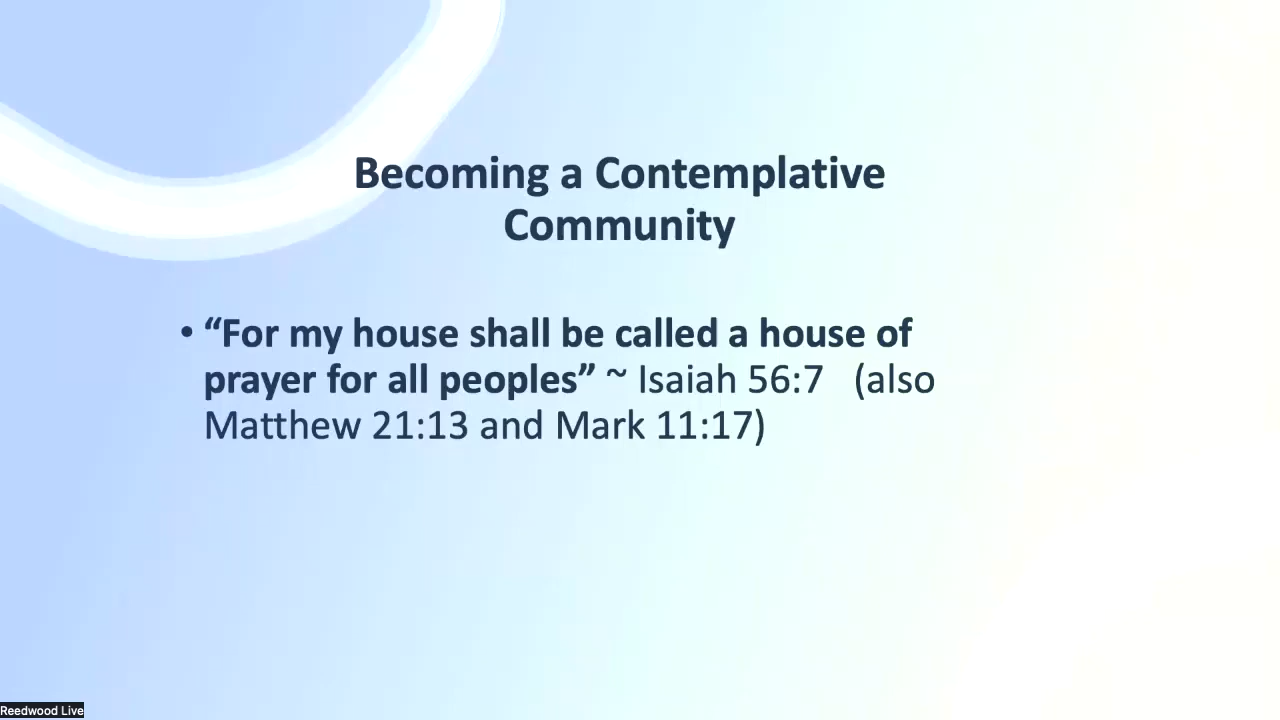 Becoming a Contemplative
Community
• “For my house shall be called a house of
prayer for all peoples” ~ Isaiah 56:7   (also
Matthew 21:13 and Mark 11:17)
Reedwood Live